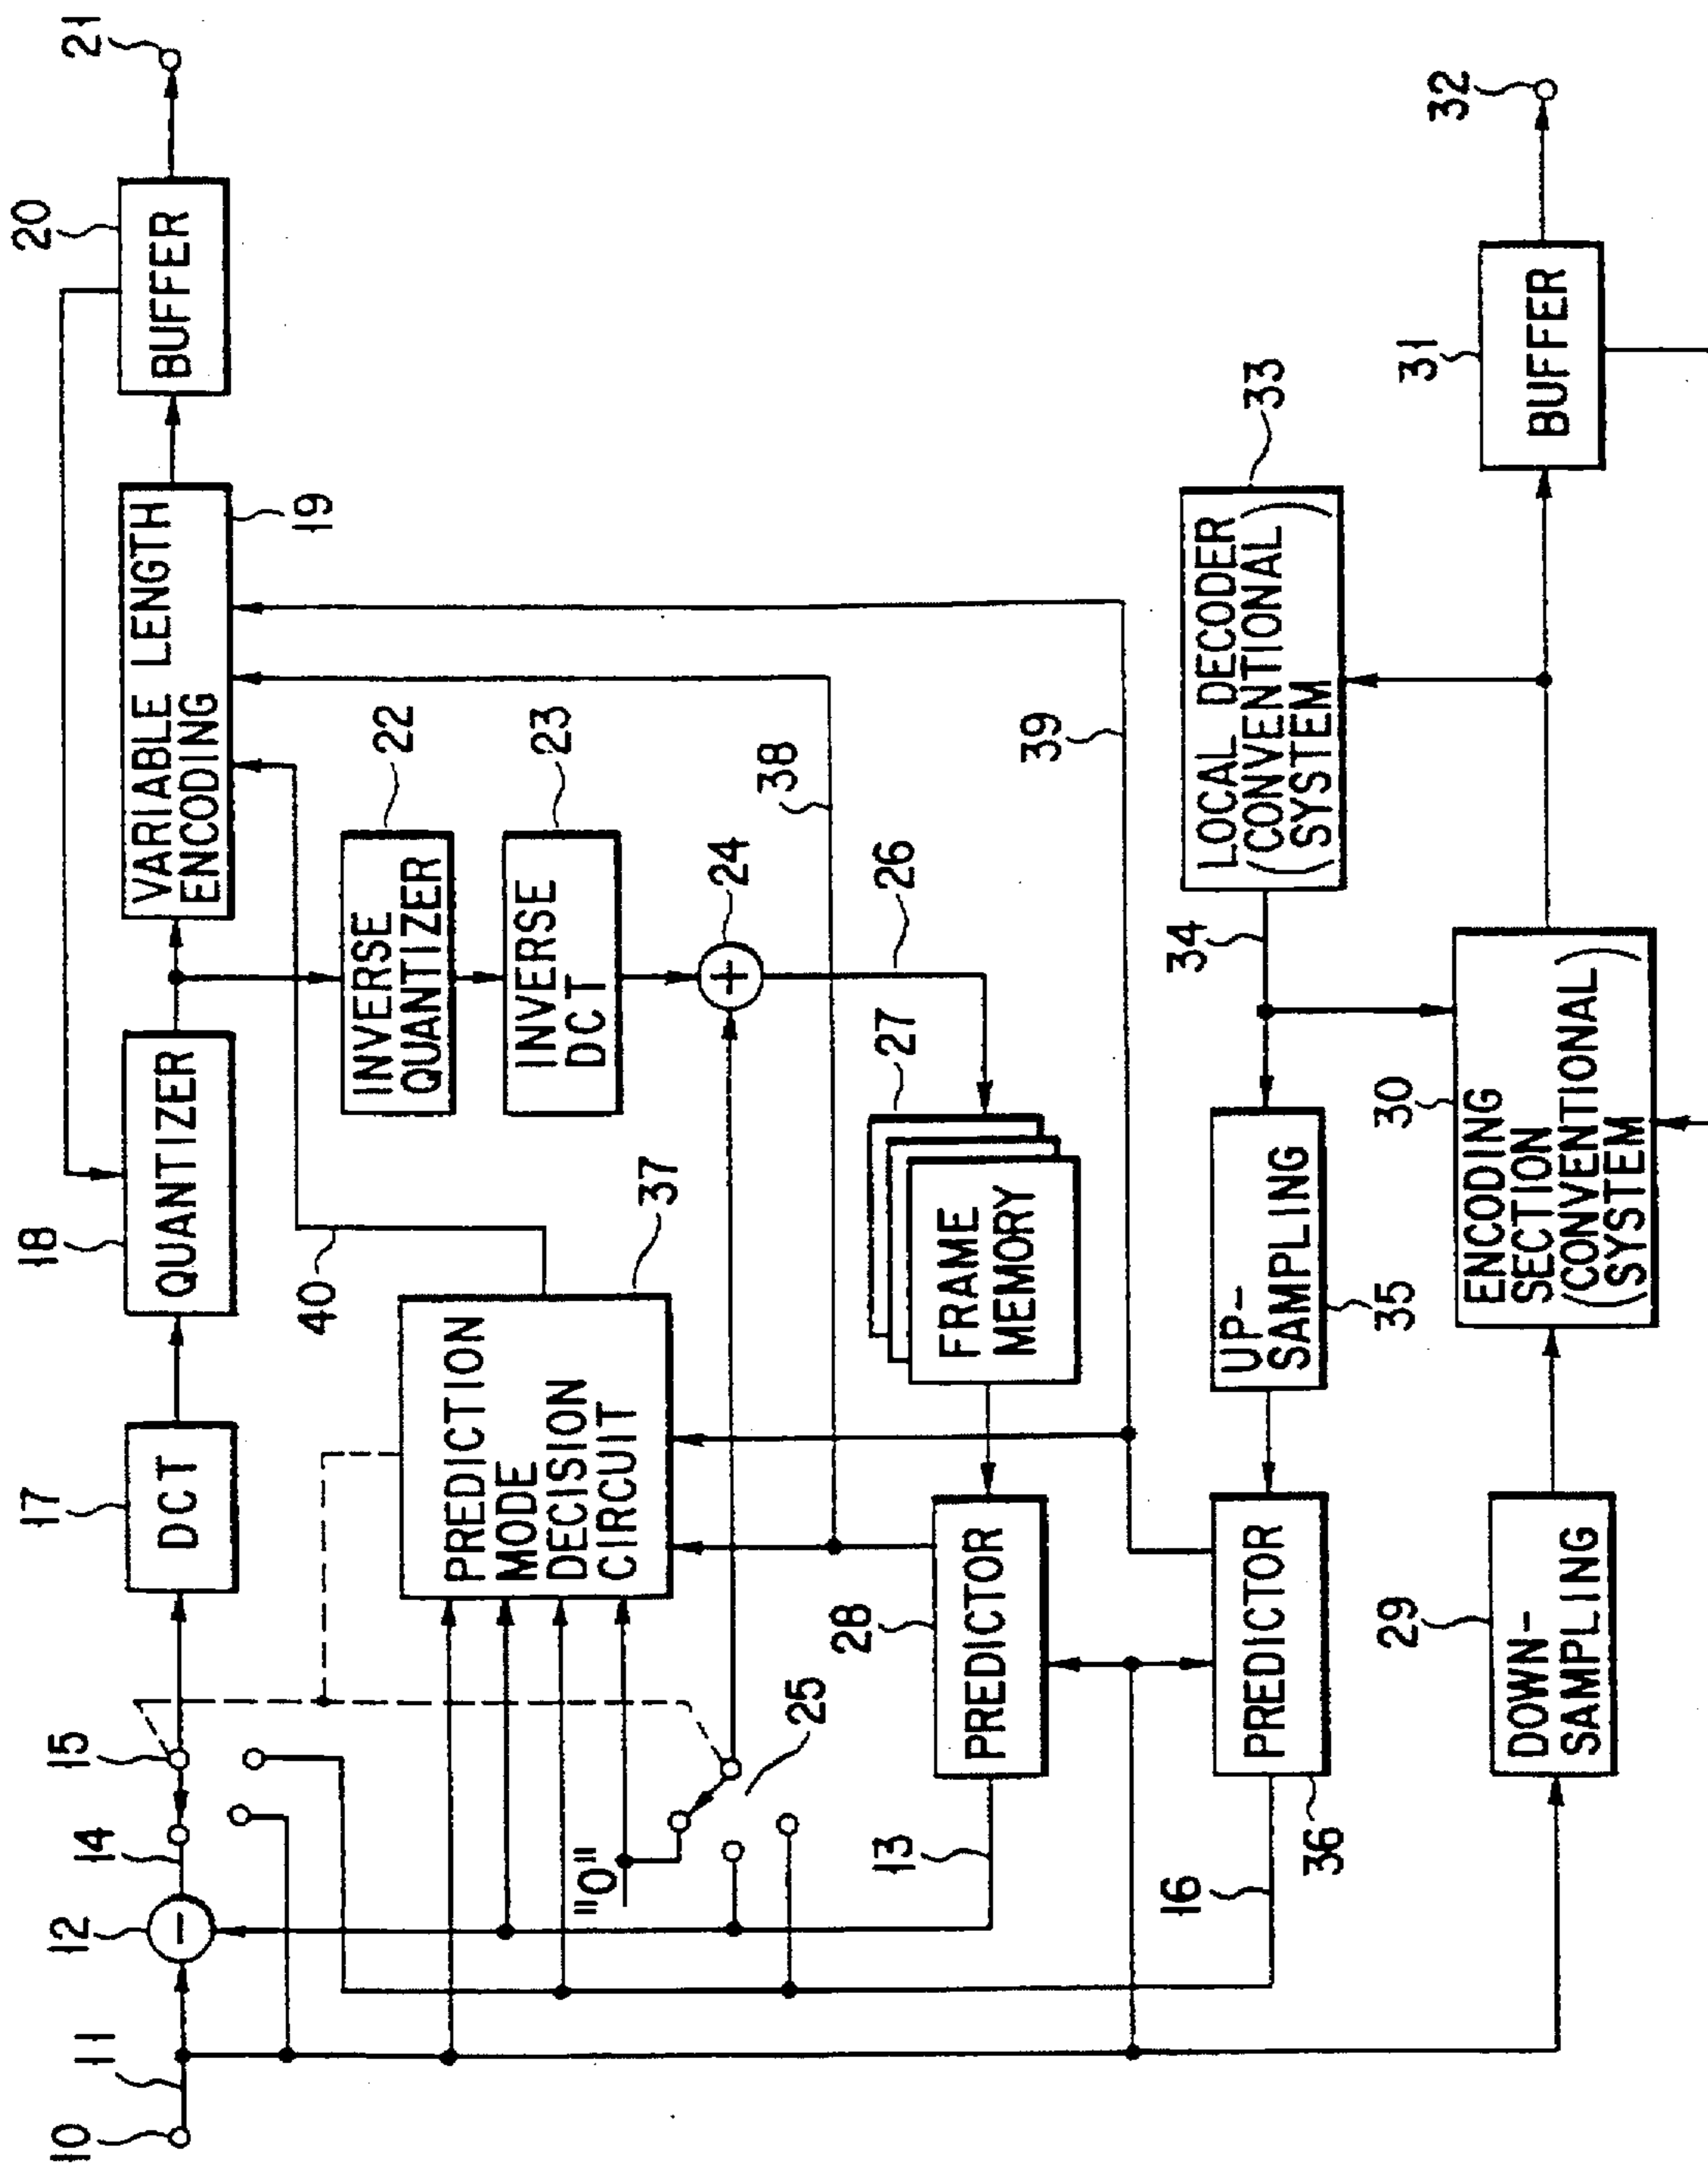 10
11
12
14
15
17
DCT
18
QUANTIZER
VARIABLE LENGTH
ENCODING
19
20
BUFFER
21
40
INVERSE
QUANTIZER
22
INVERSE
DCT
23
24
PREDICTION
MODE
DECISION
CIRCUIT
37
"0"
25
26
27
FRAME
MEMORY
38
13
28
PREDICTOR
39
16
36
PREDICTOR
UP-
SAMPLING
35
34
LOCAL DECODER
(CONVENTIONAL
SYSTEM)
33
29
DOWN-
SAMPLING
30
ENCODING
SECTION
(CONVENTIONAL
SYSTEM)
31
BUFFER
32